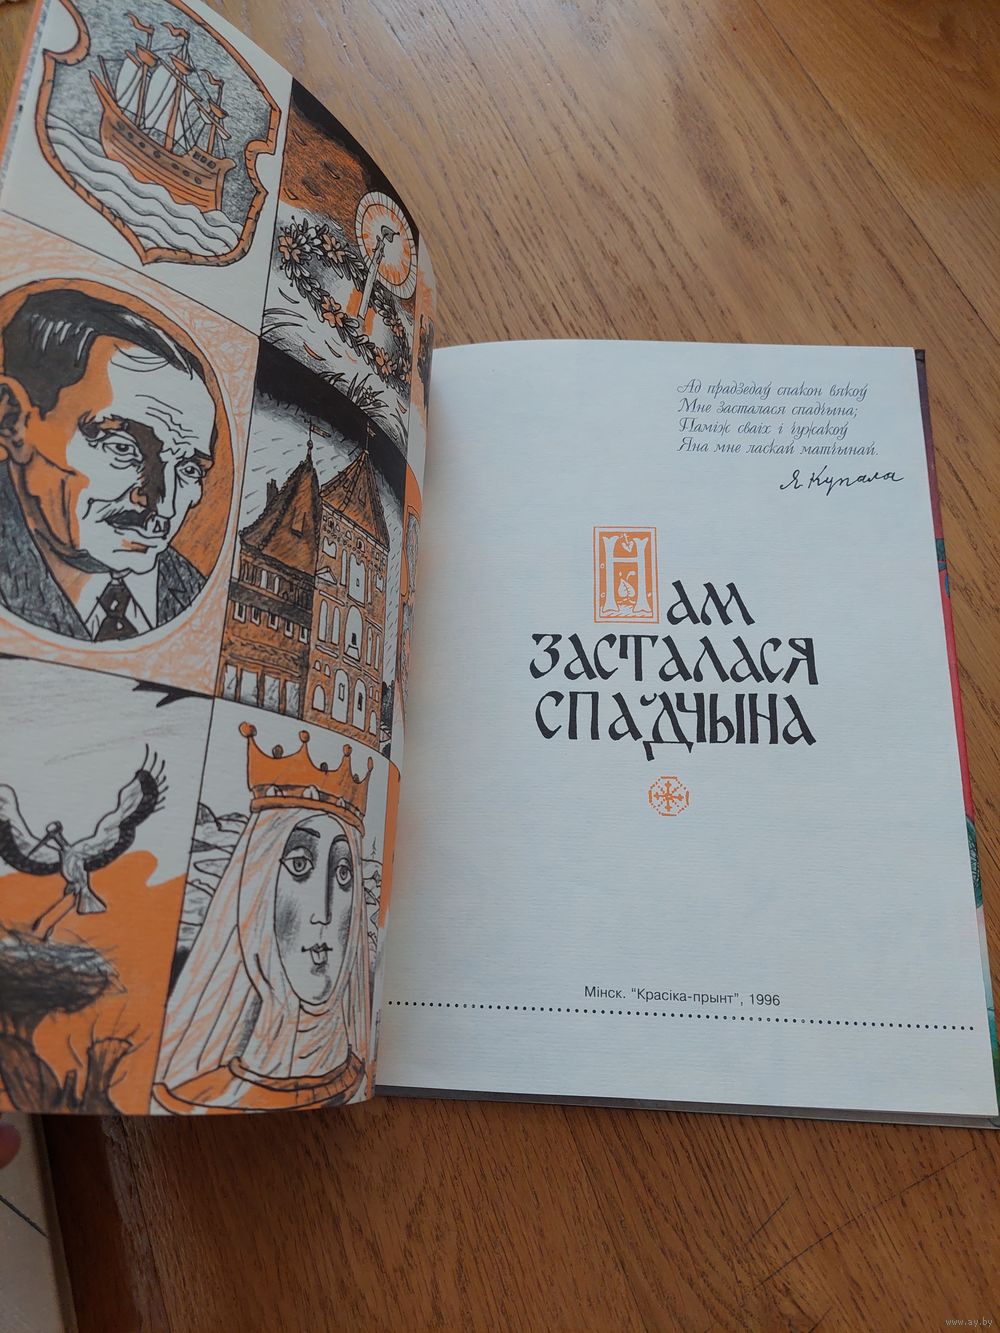 Ад прадзедаў спакон вякоў
Мне засталася спадчына;
Паміж сваіх і чужакоў
Яна мне ласкай матчынай.
Я. Купала
НАМ
ЗАСТАЛАСЯ
СПАДЧЫНА
Мінск. "Красіка-прынт", 1996
www.ay.by